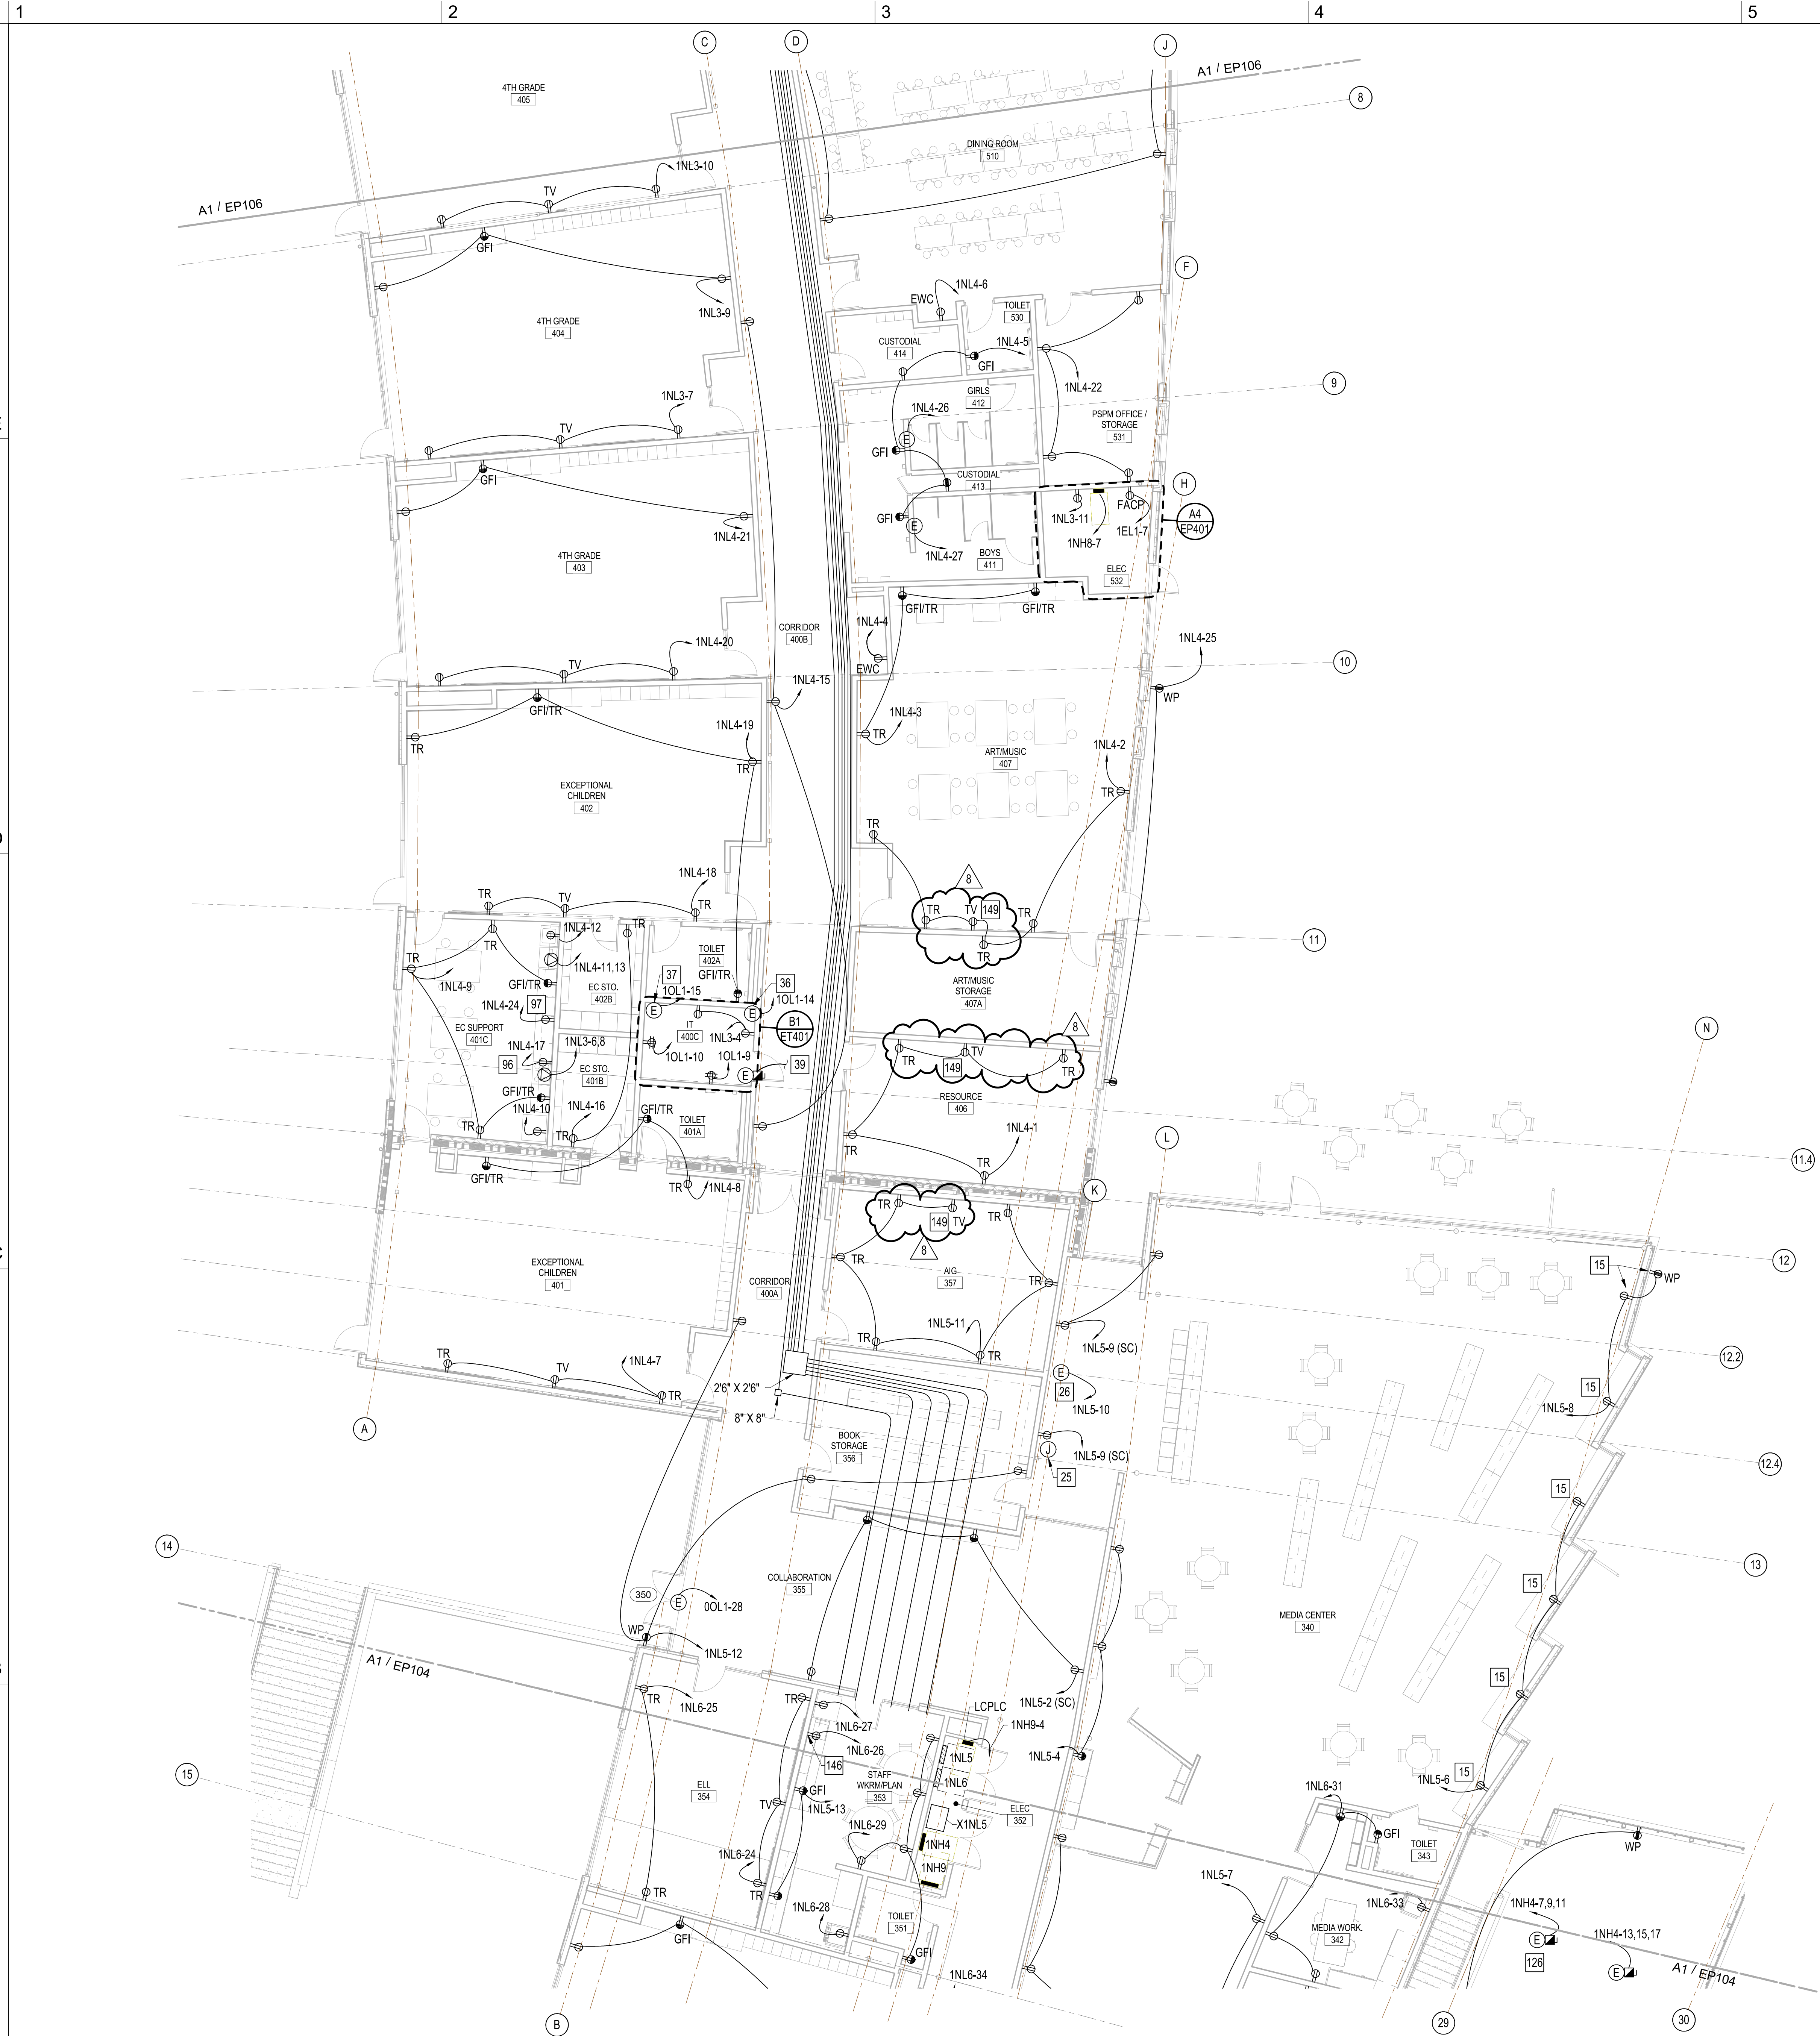 1
2
3
4
5
C
D
J
A1 / EP106
8
4TH GRADE
405
DINING ROOM
510
1NL3-10
TV
A1 / EP106
GFI
F
1NL3-9
1NL4-6
EWC
TOILET
530
4TH GRADE
404
CUSTODIAL
414
1NL4-5
GFI
1NL4-22
9
1NL3-7
GIRLS
412
1NL4-26
PSPM OFFICE /
STORAGE
531
TV
E
GFI
GFI
CUSTODIAL
413
H
FACP
A4
EP401
1NL3-11
1EL1-7
1NH8-7
GFI
E
1NL4-21
1NL4-27
BOYS
411
4TH GRADE
403
ELEC
532
GFI/TR
GFI/TR
CORRIDOR
400B
1NL4-4
1NL4-25
1NL4-20
TV
EWC
10
1NL4-15
WP
GFI/TR
1NL4-19
1NL4-3
TR
TR
TR
ART/MUSIC
407
1NL4-2
TR
EXCEPTIONAL
CHILDREN
402
TR
1NL4-18
8
TR
TV
TR
TR
TV
149
TR
TR
1NL4-12
TR
11
TR
TOILET
402A
TR
1NL4-11,13
37
GFI/TR
36
1NL4-9
GFI/TR
EC STO.
402B
1OL1-15
1OL1-14
E
E
ART/MUSIC
STORAGE
407A
1NL4-24
97
IT
400C
B1
ET401
8
N
EC SUPPORT
401C
1NL4-17
1NL3-6,8
1NL3-4
TR
TV
TR
149
96
EC STO.
401B
1OL1-10
1OL1-9
E
39
GFI/TR
1NL4-10
1NL4-16
GFI/TR
RESOURCE
406
TR
TR
TOILET
401A
1NL4-1
L
TR
11.4
GFI/TR
TR
1NL4-8
TR
K
TR
149
TV
TR
8
EXCEPTIONAL
CHILDREN
401
CORRIDOR
400A
TR
AIG
357
TR
15
WP
12
1NL5-11
TR
TR
1NL5-9 (SC)
TR
TV
1NL4-7
TR
2'6" X 2'6"
8" X 8"
E
26
1NL5-10
12.2
15
1NL5-8
A
BOOK
STORAGE
356
1NL5-9 (SC)
J
25
12.4
15
14
13
COLLABORATION
355
350
E
0OL1-28
15
MEDIA CENTER
340
WP
1NL5-12
A1 / EP104
15
TR
1NL6-25
TR
1NL6-27
1NL5-2 (SC)
LCPLC
1NH9-4
1NL6-26
146
1NL5
1NL5-4
15
STAFF
WKRM/PLAN
353
1NL6
15
1NL5-6
ELL
354
GFI
1NL5-13
TV
1NL6-31
ELEC
352
X1NL5
1NL6-29
1NH4
GFI
TOILET
343
WP
1NL6-24
1NH9
TR
TR
1NL5-7
1NL6-33
1NH4-7,9,11
1NL6-28
TOILET
351
MEDIA WORK.
342
1NH4-13,15,17
E
126
GFI
GFI
E
1NL6-34
A1 / EP104
B
29
30